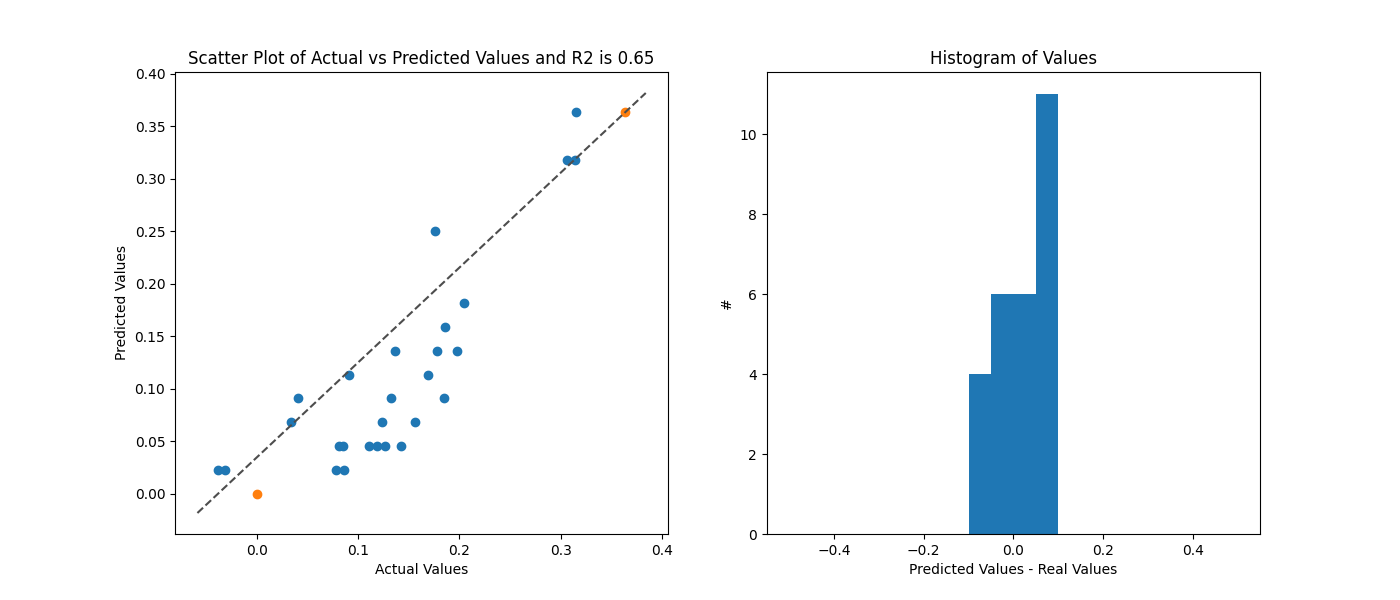 Scatter Plot of Actual vs Predicted Values and R2 is 0.65
0.40
0.35
0.30
0.25
0.20
0.15
0.10
0.05
0.00
Predicted Values
0.0 0.1 0.2 0.3 0.4
Actual Values
Histogram of Values
10
8
6
4
2
0
#
−0.4 −0.2 0.0 0.2 0.4
Predicted Values - Real Values